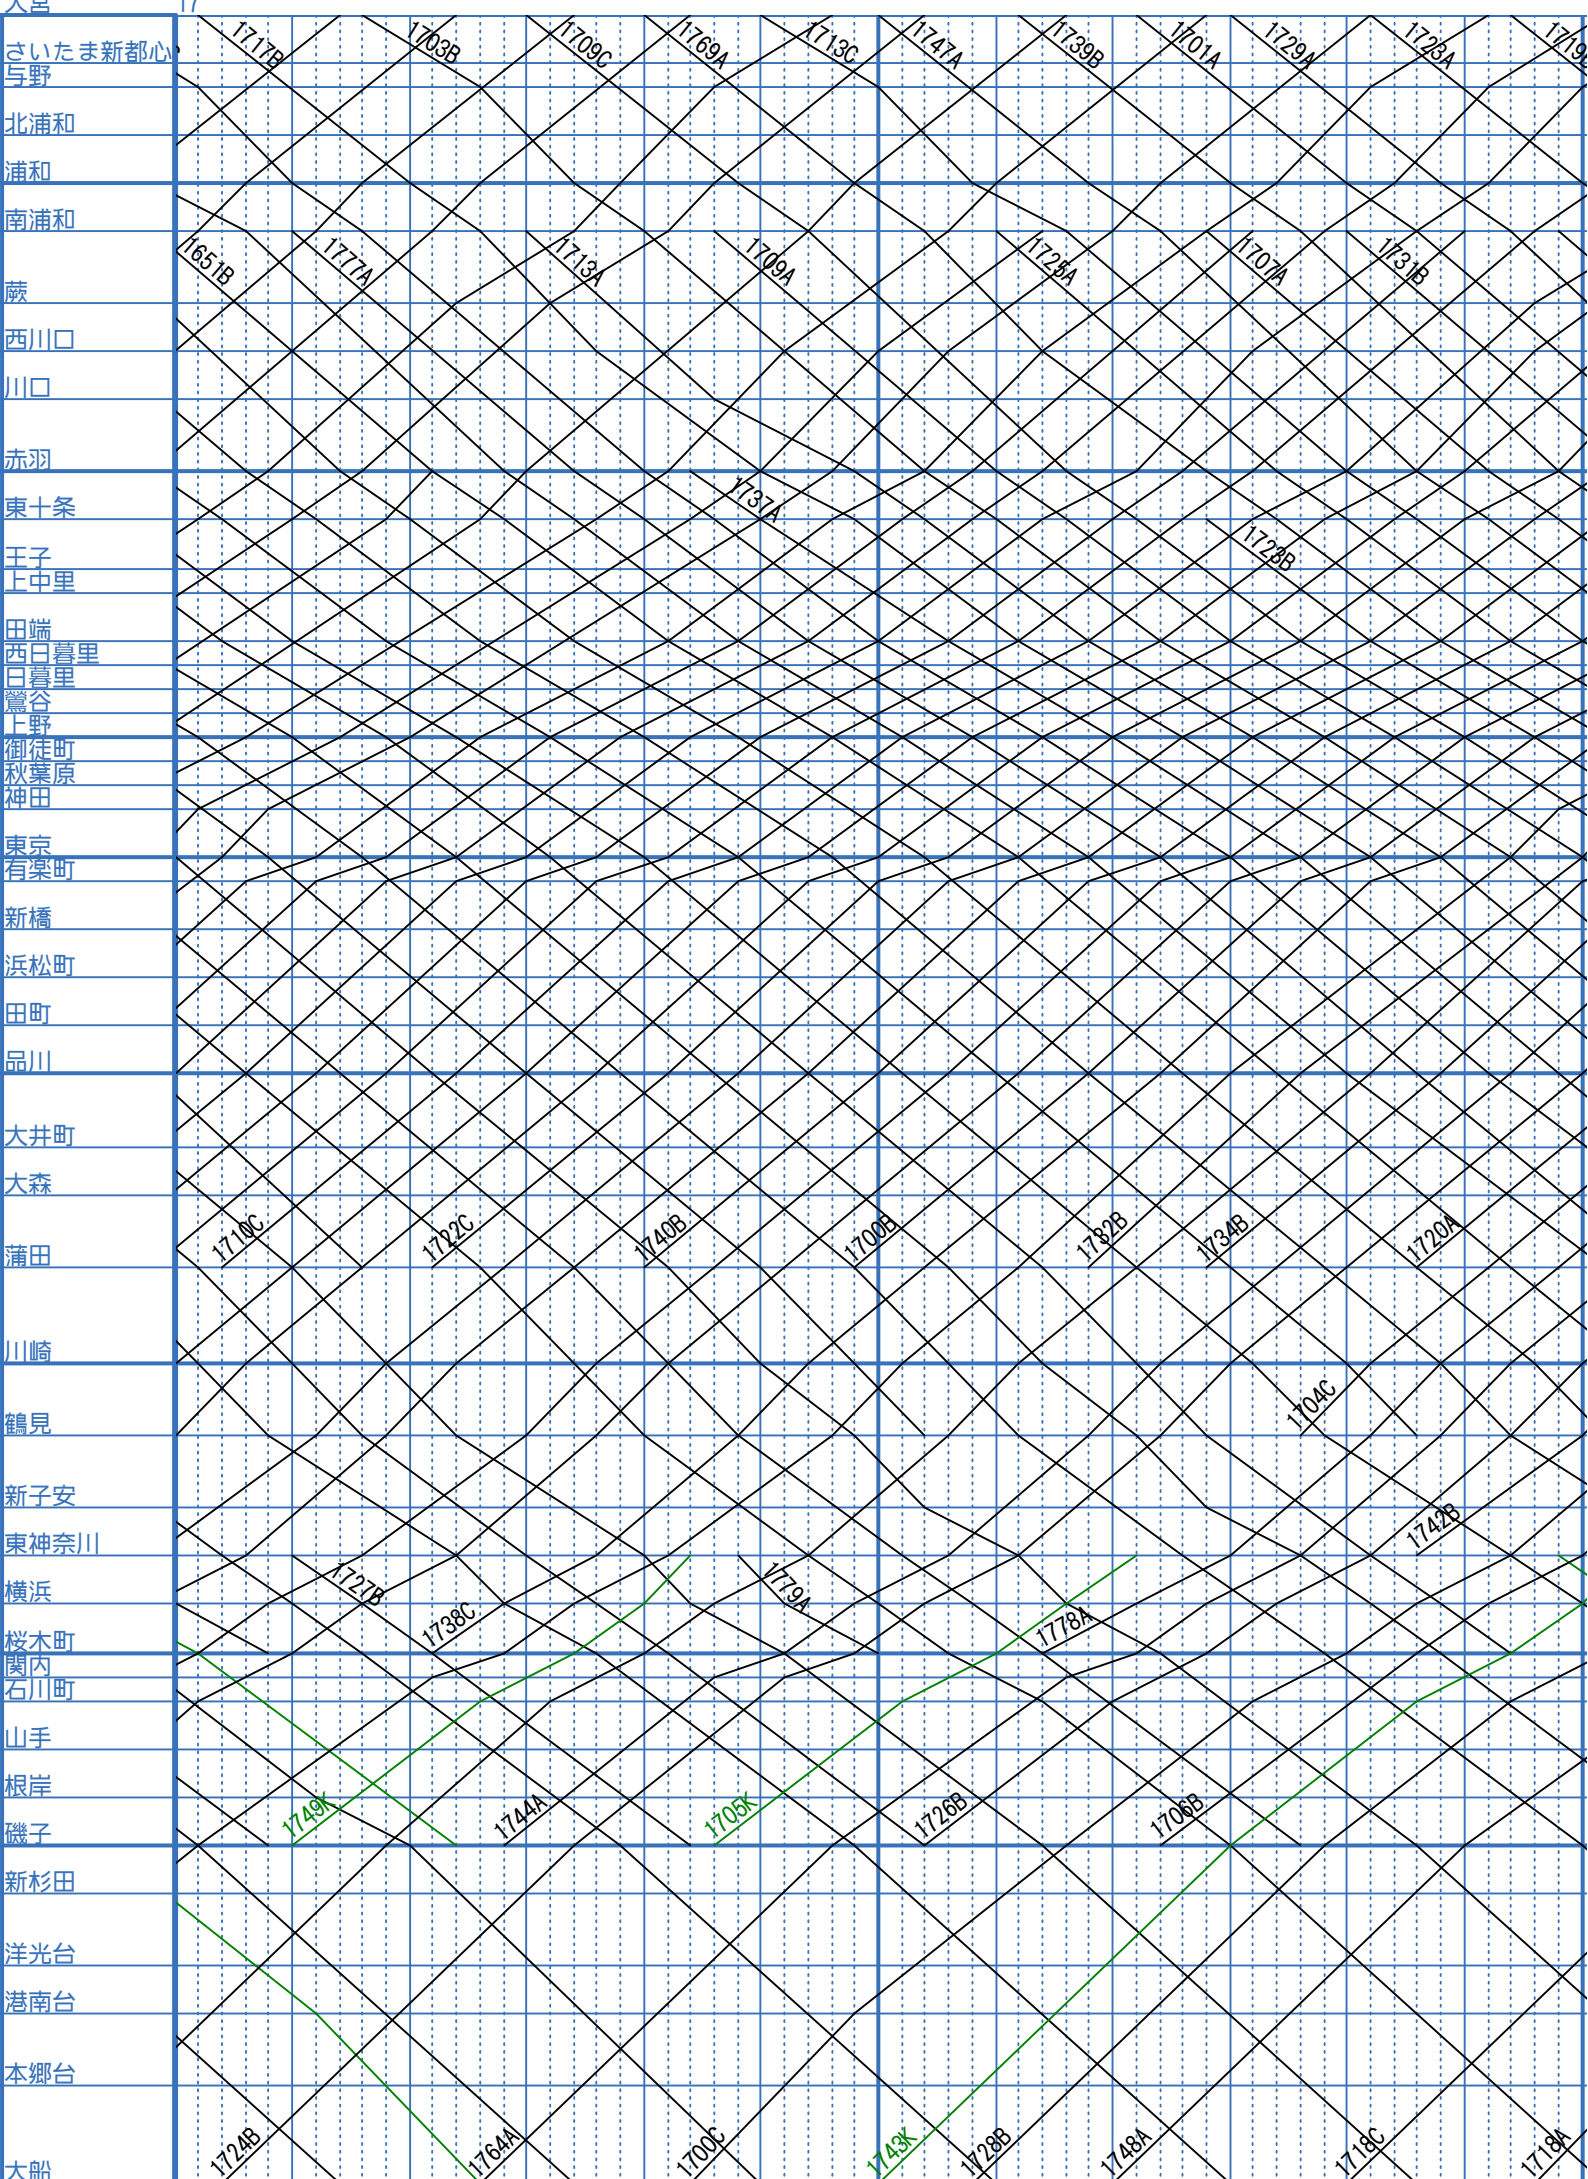 大宮 17
さいたま新都心 1717B 1703B 1709C 1769A 1713C 1747A 1739B 1701A 1729A 1723A
与野
北浦和
浦和
南浦和
1651B 1777A 1713A 1709A 1725A 1707A 1731B
蕨
西川口
川口
赤羽
東十条 1737A
王子 1723B
上中里
田端
西日暮里
日暮里
鶯谷
上野
御徒町
秋葉原
神田
東京
有楽町
新橋
浜松町
田町
品川
大井町
大森
蒲田 1710C 1722C 1740B 1700B 1732B 1734B 1720A
川崎
鶴見 1704C
新子安
東神奈川 1742B
横浜 1727B 1779A
桜木町 1738C 1778A
関内
石川町
山手
根岸
磯子 1749K 1744A 1705K 1726B 1706B
新杉田
洋光台
港南台
本郷台
大船 1724B 1764A 1700C 1743K 1728B 1748A 1718C 1718A